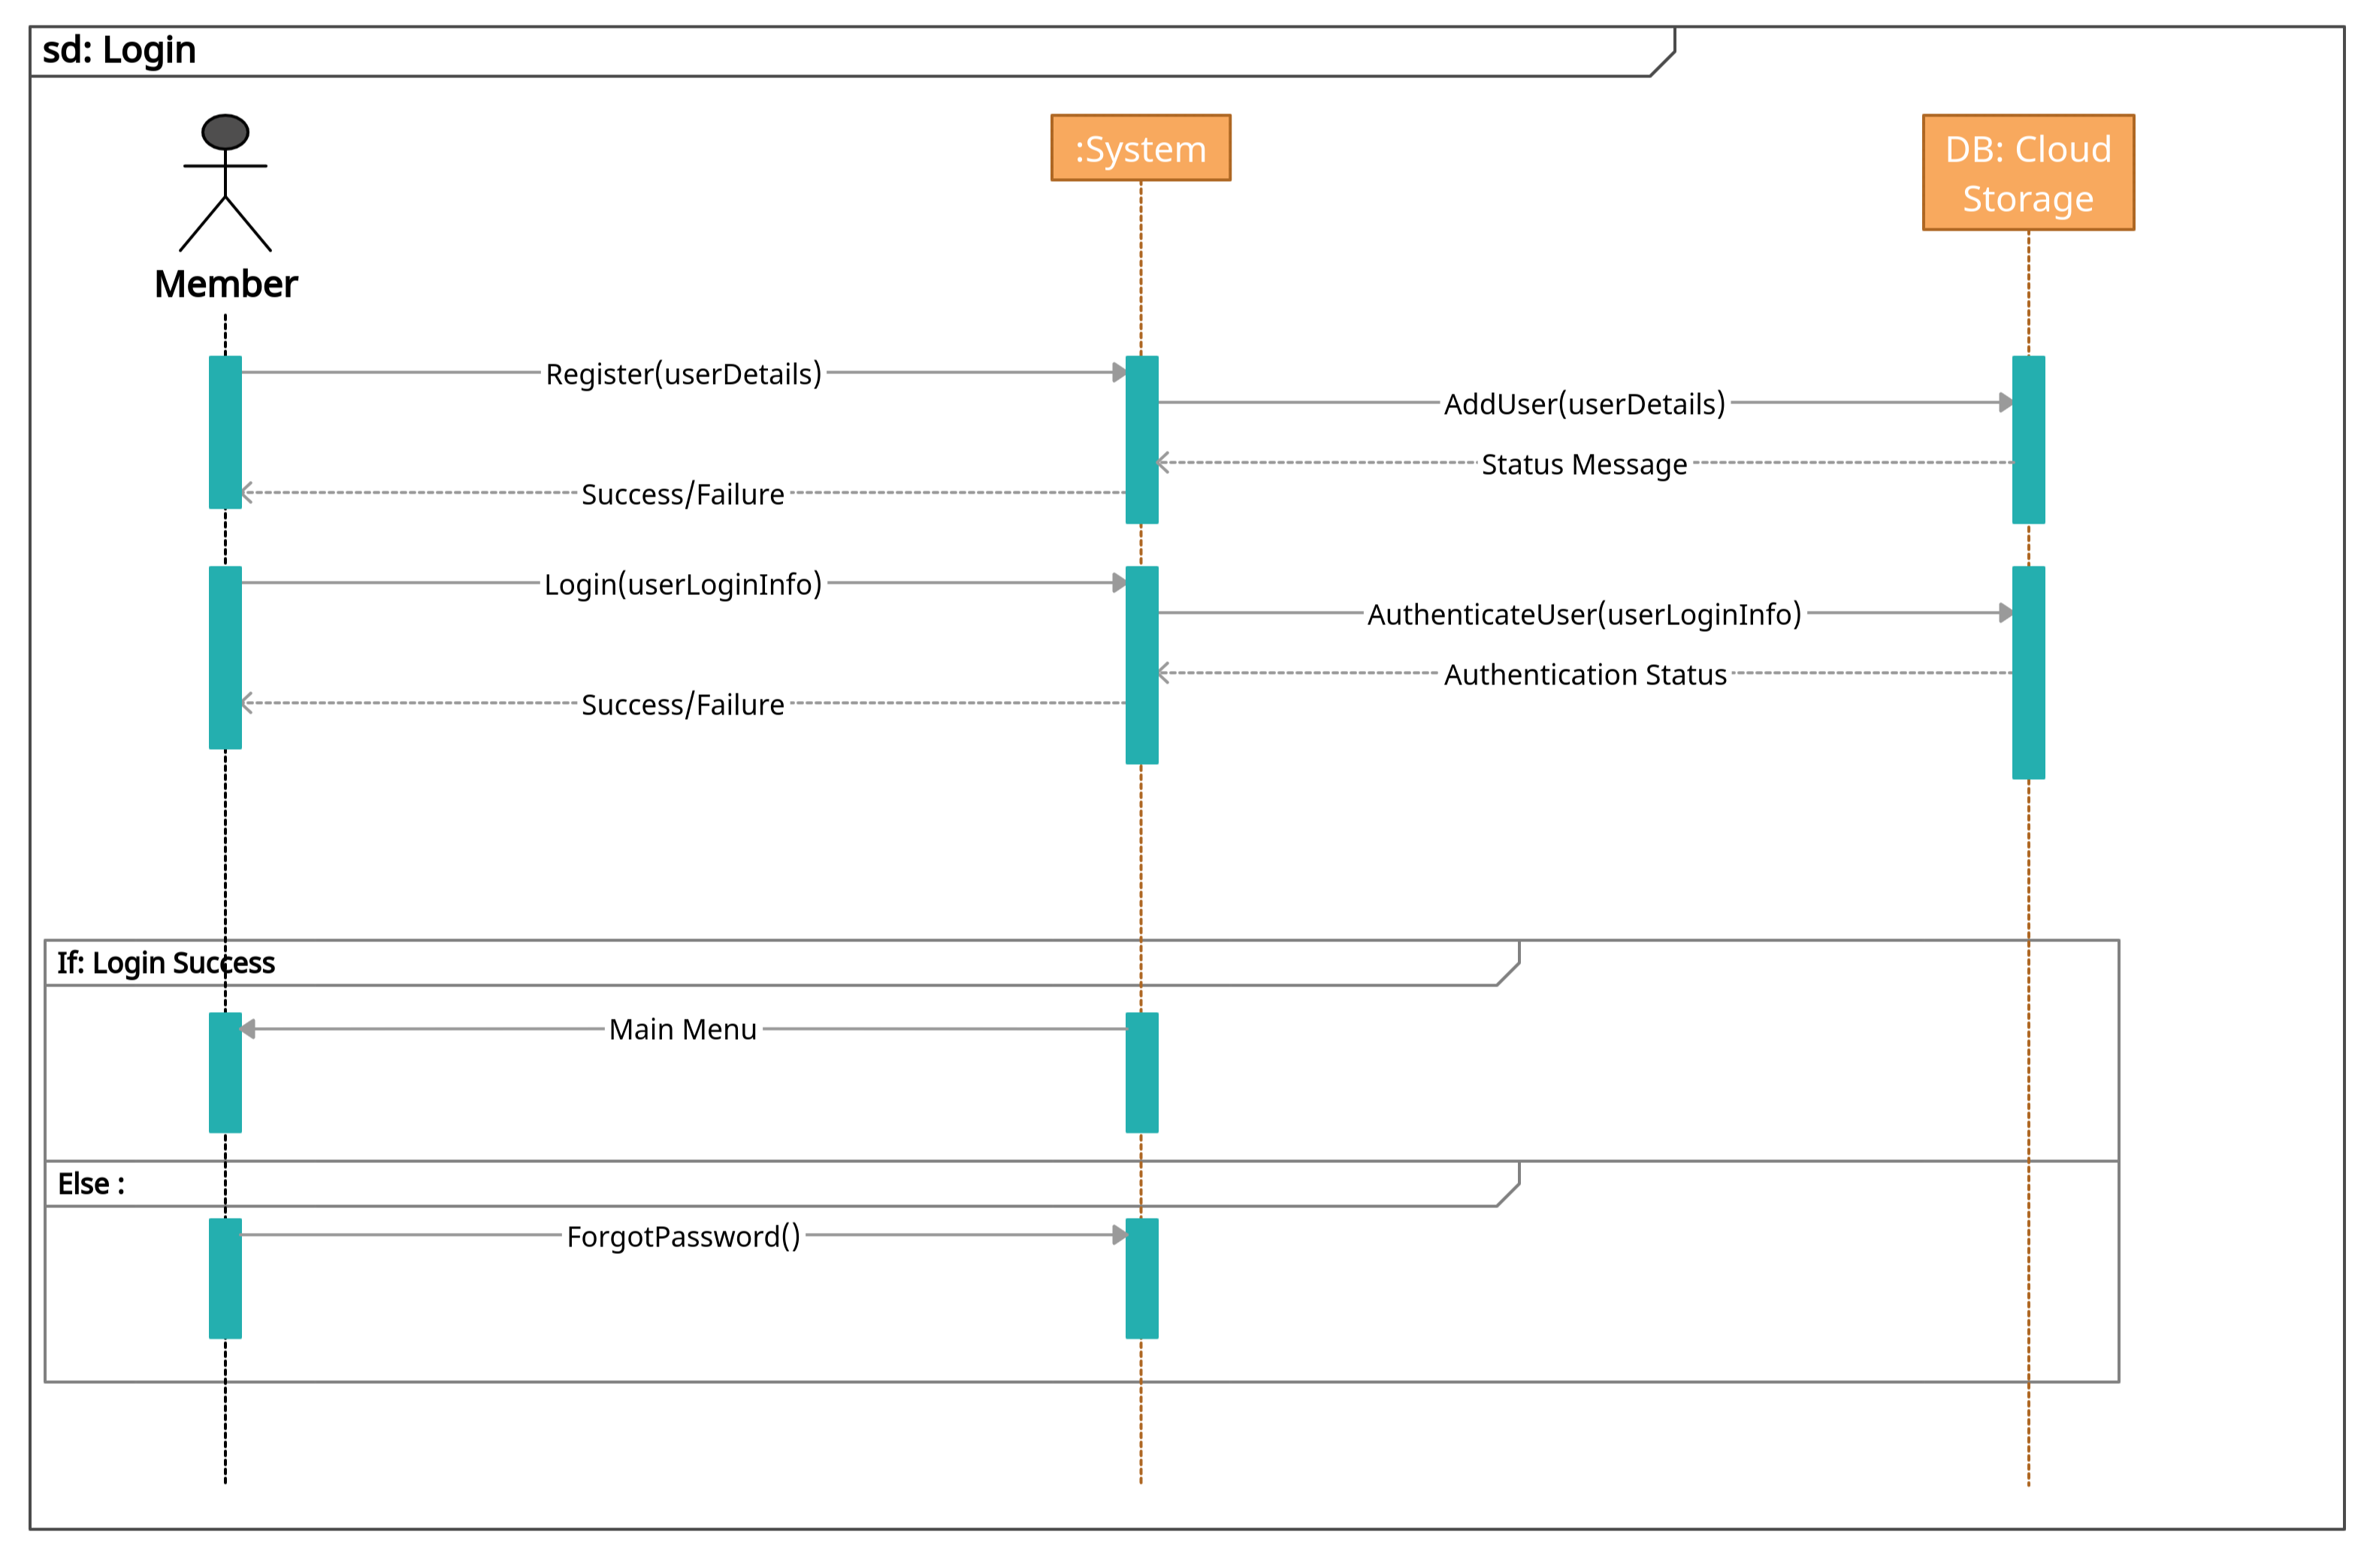 sd: Login
:System
DB: Cloud
Storage
Member
Register(userDetails)
AddUser(userDetails)
Status Message
Success/Failure
Login(userLoginInfo)
AuthenticateUser(userLoginInfo)
Authentication Status
Success/Failure
If: Login Success
Main Menu
Else :
ForgotPassword()